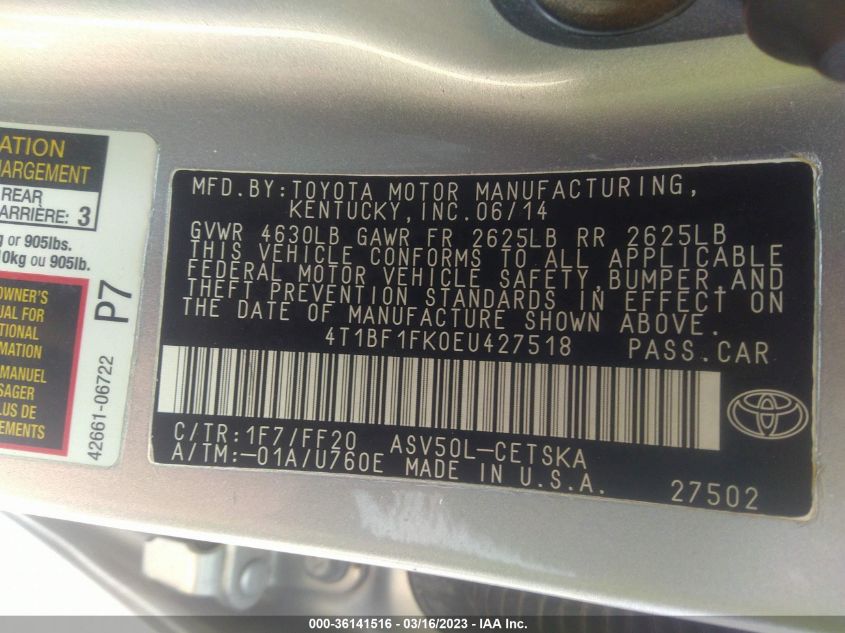 ATION
HARGEMENT
REAR
ARRIÈRE: 3
g or 905lbs.
10kg ou 905lb.
OWNER'S
UAL FOR
TIONAL
RMATION
MANUEL
SAGER
LUS DE
EMENTS
P7
42661-06722
MFD.BY:TOYOTA MOTOR MANUFACTURING,
KENTUCKY,INC.06/14
GVWR 4630LB GAWR FR 2625LB RR 2625LB
THIS VEHICLE CONFORMS TO ALL APPLICABLE
FEDERAL MOTOR VEHICLE SAFETY,BUMPER,AND
THEFT PREVENTION STANDARDS IN EFFECT ON
THE DATE OF MANUFACTURE SHOWN ABOVE.
4T1BF1FK0EU427518 PASS.CAR
C/TR:1F7/FF20 ASV50L-CETSKA
A/TM:-01A/U760E MADE IN U.S.A.
27502
000-36141516 - 03/16/2023 - IAA Inc.